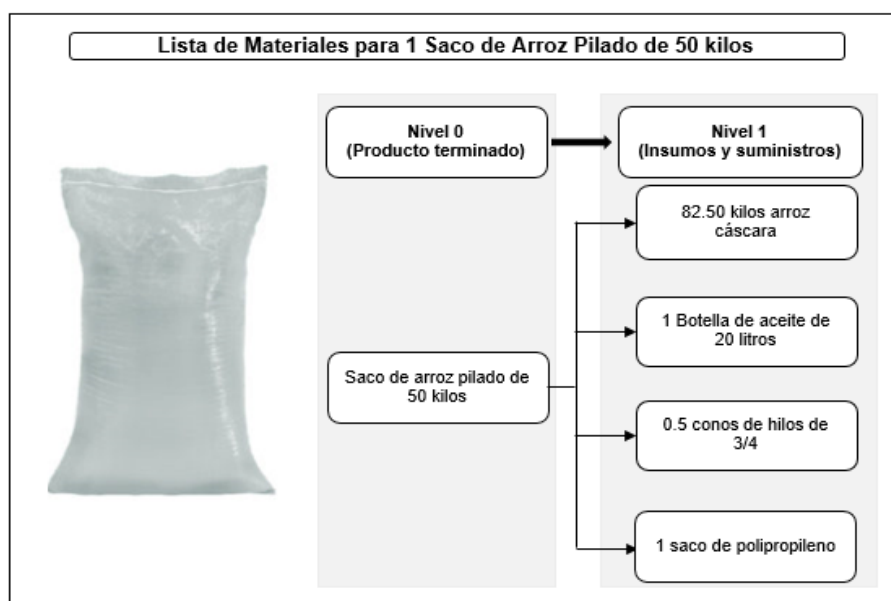 Lista de Materiales para 1 Saco de Arroz Pilado de 50 kilos
Nivel 0
(Producto terminado)
Nivel 1
(Insumos y suministros)
Saco de arroz pilado de
50 kilos
82.50 kilos arroz
cáscara
1 Botella de aceite de
20 litros
0.5 conos de hilos de
3/4
1 saco de polipropileno